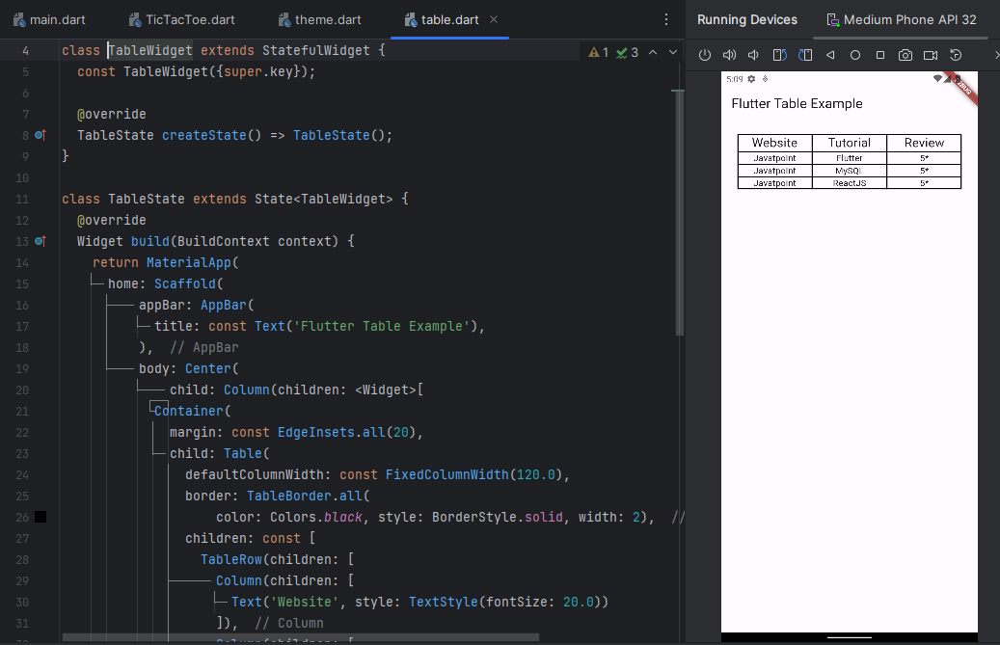 main.dart
TicTacToe.dart
theme.dart
table.dart
Running Devices
Medium Phone API 32
1 3
4 class TableWidget extends StatefulWidget {
5 const TableWidget({super.key});
6
7 @override
8 TableState createState() => TableState();
9 }
10
11 class TableState extends State<TableWidget> {
12 @override
13 Widget build(BuildContext context) {
14 return MaterialApp(
15 home: Scaffold(
16 appBar: AppBar(
17 title: const Text('Flutter Table Example'),
18 ), // AppBar
19 body: Center(
20 child: Column(children: <Widget>[
21 Container(
22 margin: const EdgeInsets.all(20),
23 child: Table(
24 defaultColumnWidth: const FixedColumnWidth(120.0),
25 border: TableBorder.all(
26 color: Colors.black, style: BorderStyle.solid, width: 2), //
27 children: const [
28 TableRow(children: [
29 Column(children: [
30 Text('Website', style: TextStyle(fontSize: 20.0))
31 ]), // Column
5:09
DEBUG
Flutter Table Example
Website Tutorial Review
Javatpoint Flutter 5*
Javatpoint MySQL 5*
Javatpoint ReactJS 5*